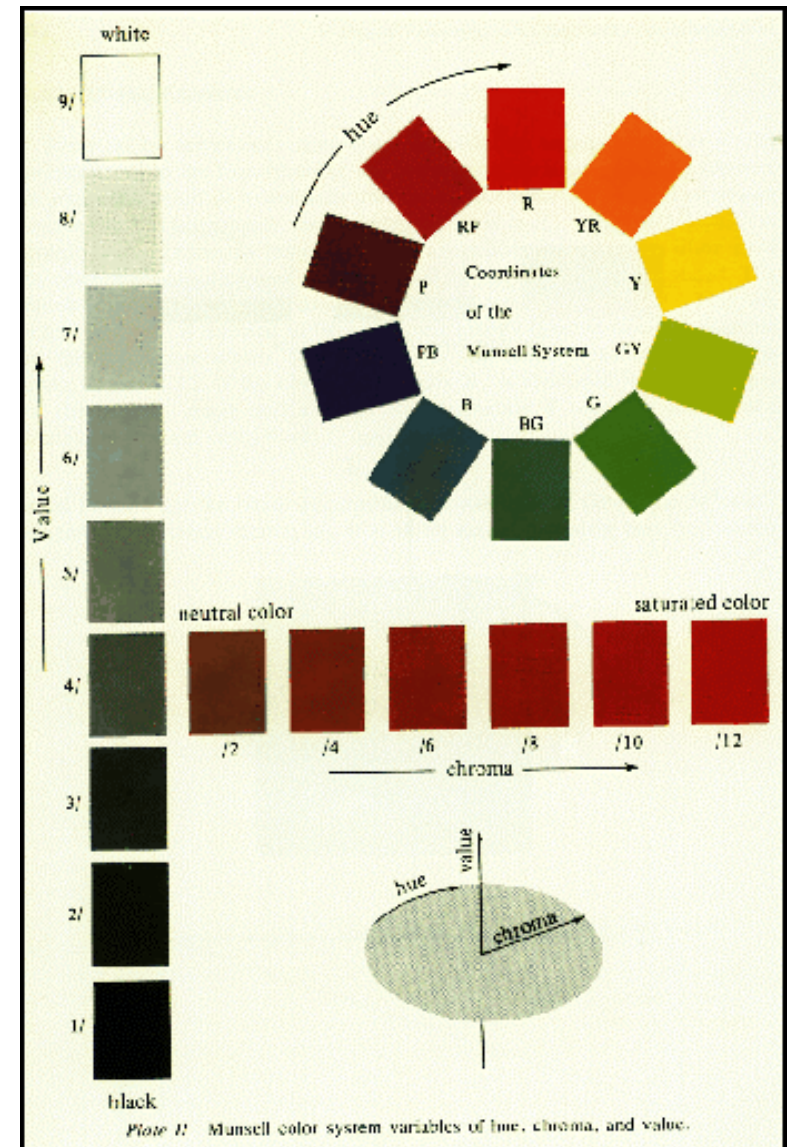 white
9/
8/
7/
6/
5/
4/
3/
2/
1/
black
Value
hue
R
YR
Y
GY
G
BG
B
PB
P
RP
Coordinates
of the
Munsell System
neutral color
saturated color
/2 /4 /6 /8 /10 /12
chroma
value
hue
chroma
Plate II Munsell color system variables of hue, chroma, and value.